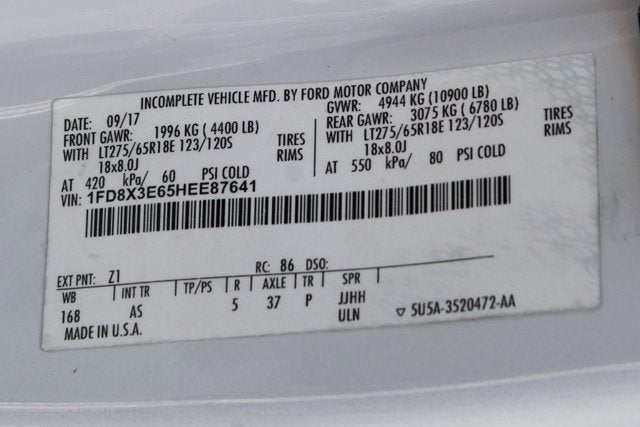 INCOMPLETE VEHICLE MFD. BY FORD MOTOR COMPANY
DATE: 09/17 GVWR: 4944 KG (10900 LB)
FRONT GAWR: 1996 KG ( 4400 LB) REAR GAWR: 3075 KG ( 6780 LB)
WITH LT275/65R18E 123/120S TIRES WITH LT275/65R18E 123/120S TIRES
18x8.0J RIMS 18x8.0J RIMS
AT 420 kPa/ 60 PSI COLD AT 550 kPa/ 80 PSI COLD
VIN: 1FD8X3E65HEE87641
EXT PNT: Z1 RC: 86 DSO:
WB INT TR TP/PS R AXLE TR SPR
168 AS 5 37 P JJHH
ULN ▽ 5U5A-3520472-AA
MADE IN U.S.A.